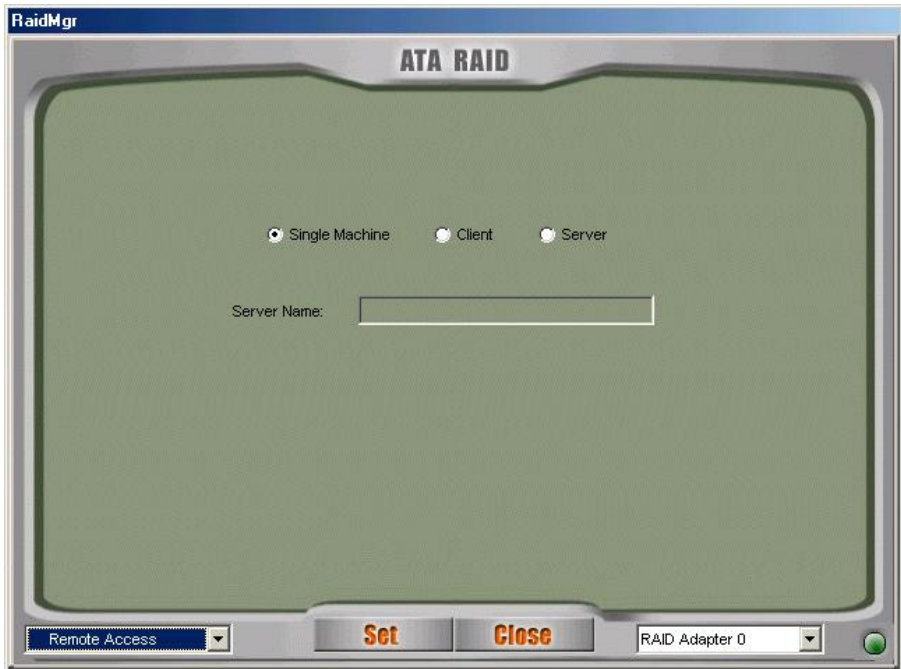 RaidMgr
ATA RAID
Single Machine Client Server
Server Name:
Remote Access Set Close RAID Adapter 0